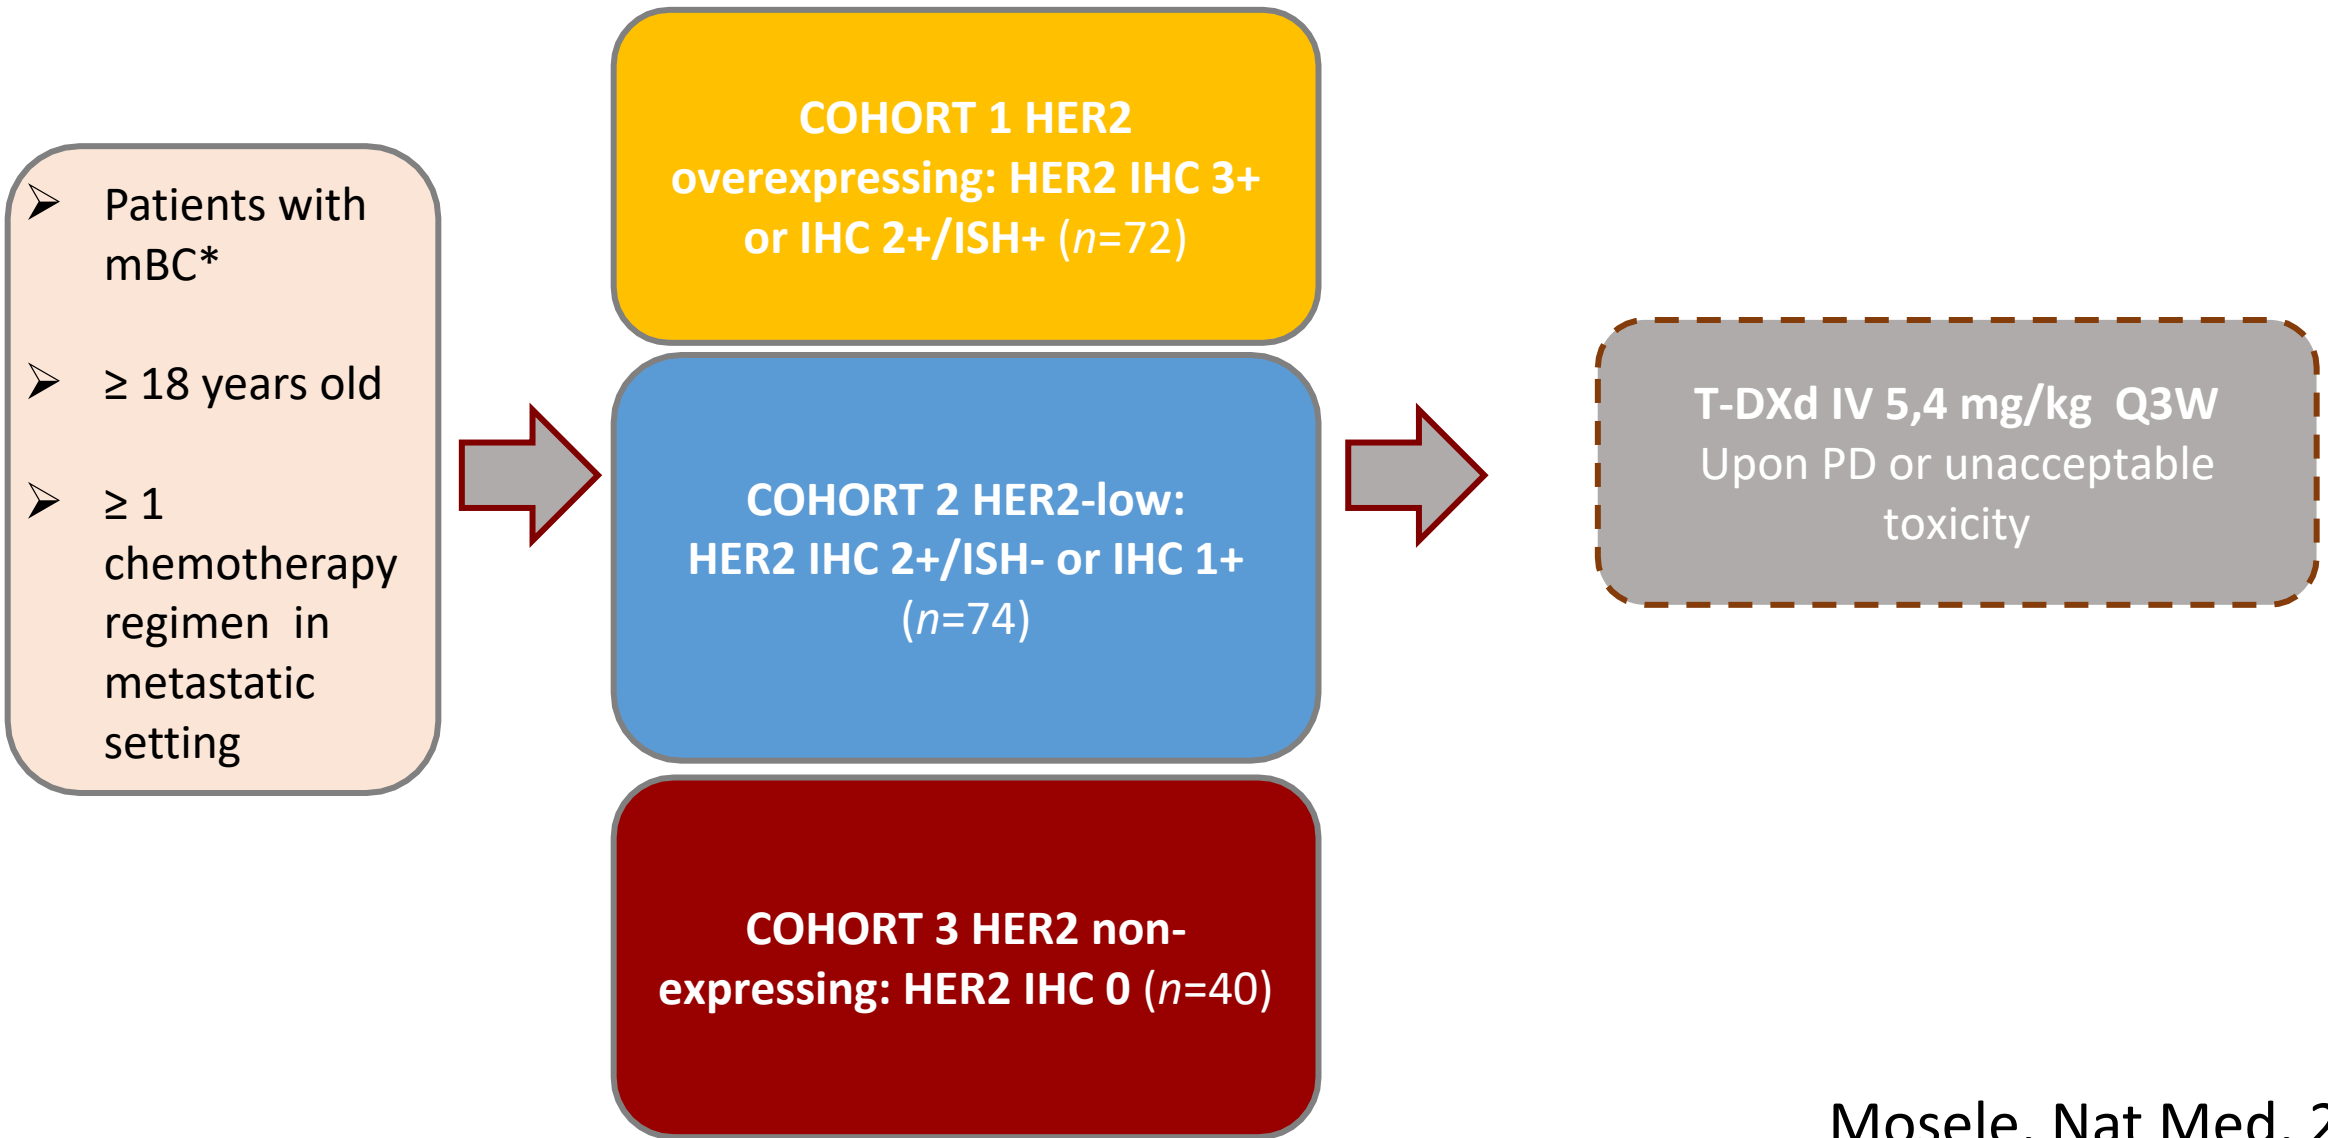 ➢ Patients with
mBC*
➢ ≥ 18 years old
➢ ≥ 1
chemotherapy
regimen in
metastatic
setting
COHORT 1 HER2
overexpressing: HER2 IHC 3+
or IHC 2+/ISH+ (n=72)
COHORT 2 HER2-low:
HER2 IHC 2+/ISH- or IHC 1+
(n=74)
COHORT 3 HER2 non-
expressing: HER2 IHC 0 (n=40)
T-DXd IV 5,4 mg/kg Q3W
Upon PD or unacceptable
toxicity
Mosele, Nat Med,